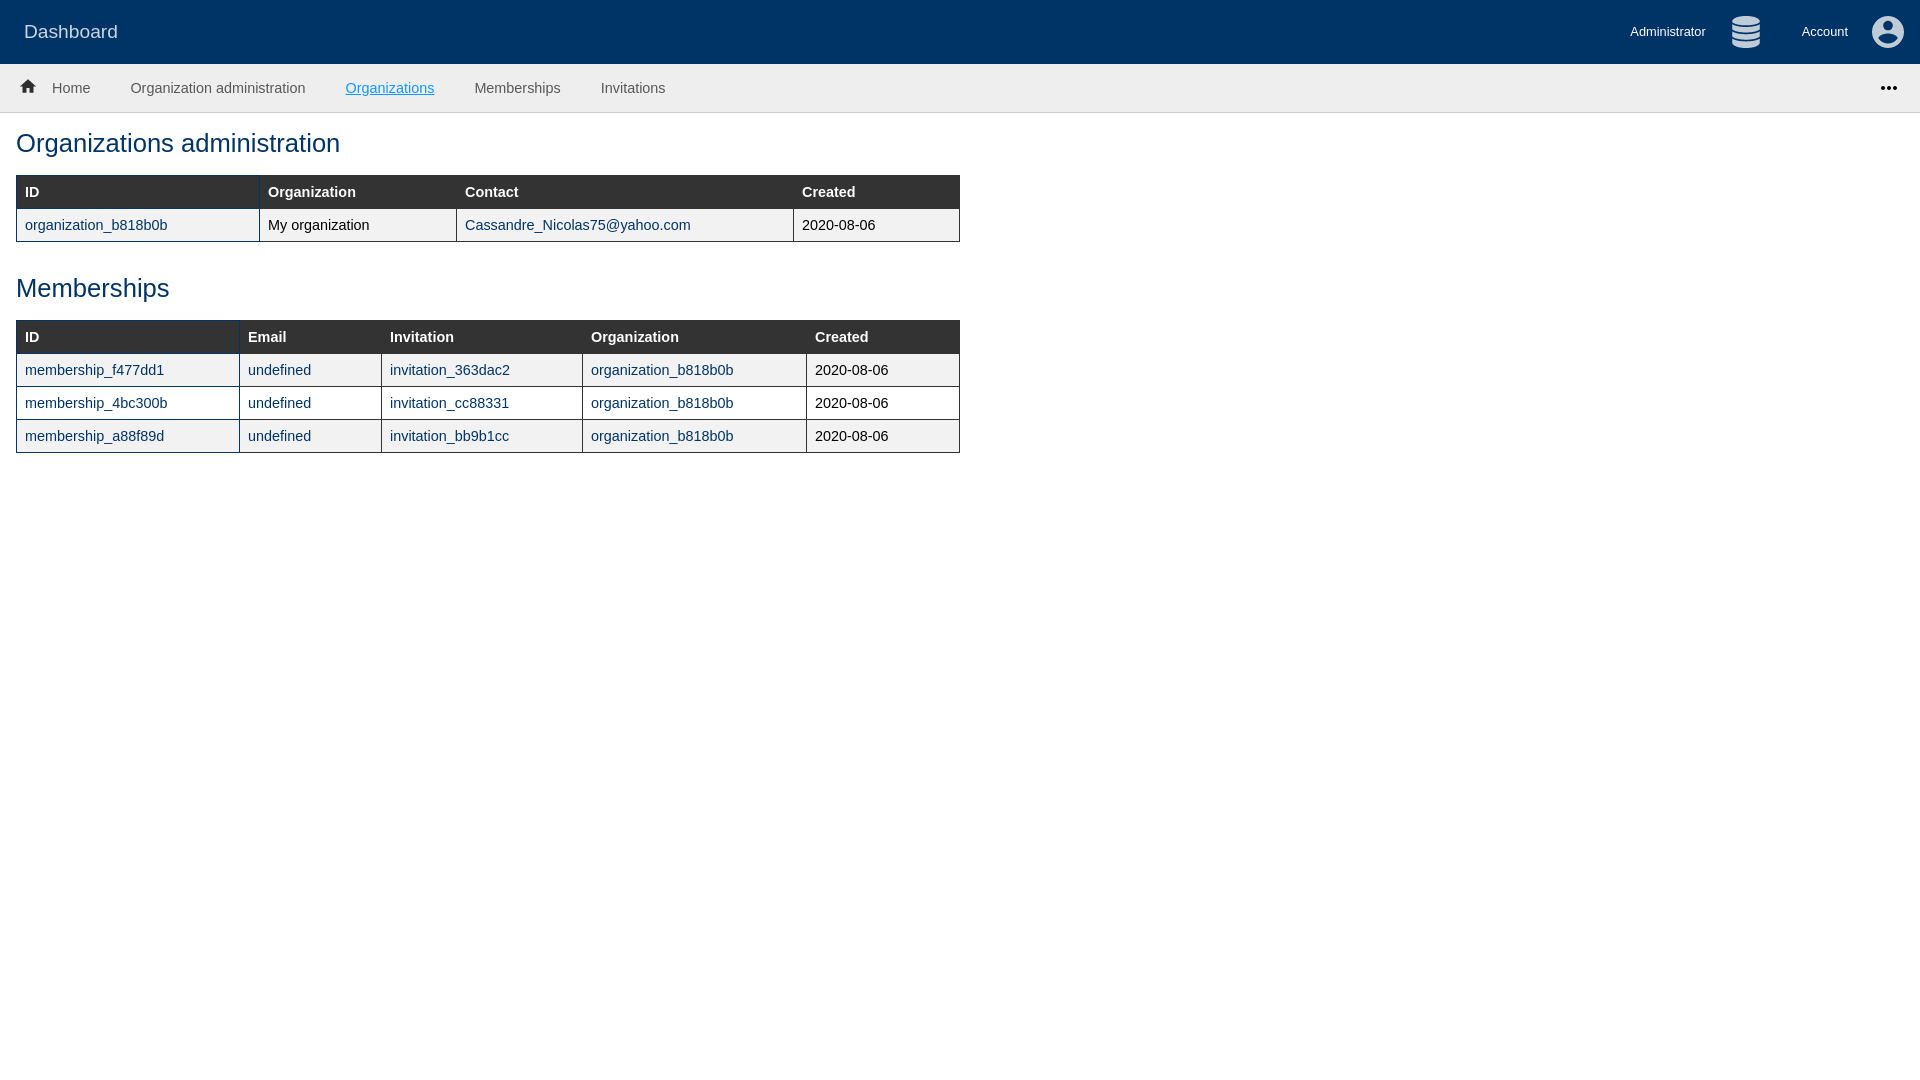 Dashboard
Administrator
Account
Home
Organization administration
Organizations
Memberships
Invitations
Organizations administration
ID Organization Contact Created
organization_b818b0b My organization Cassandre_Nicolas75@yahoo.com 2020-08-06
Memberships
ID Email Invitation Organization Created
membership_f477dd1 undefined invitation_363dac2 organization_b818b0b 2020-08-06
membership_4bc300b undefined invitation_cc88331 organization_b818b0b 2020-08-06
membership_a88f89d undefined invitation_bb9b1cc organization_b818b0b 2020-08-06